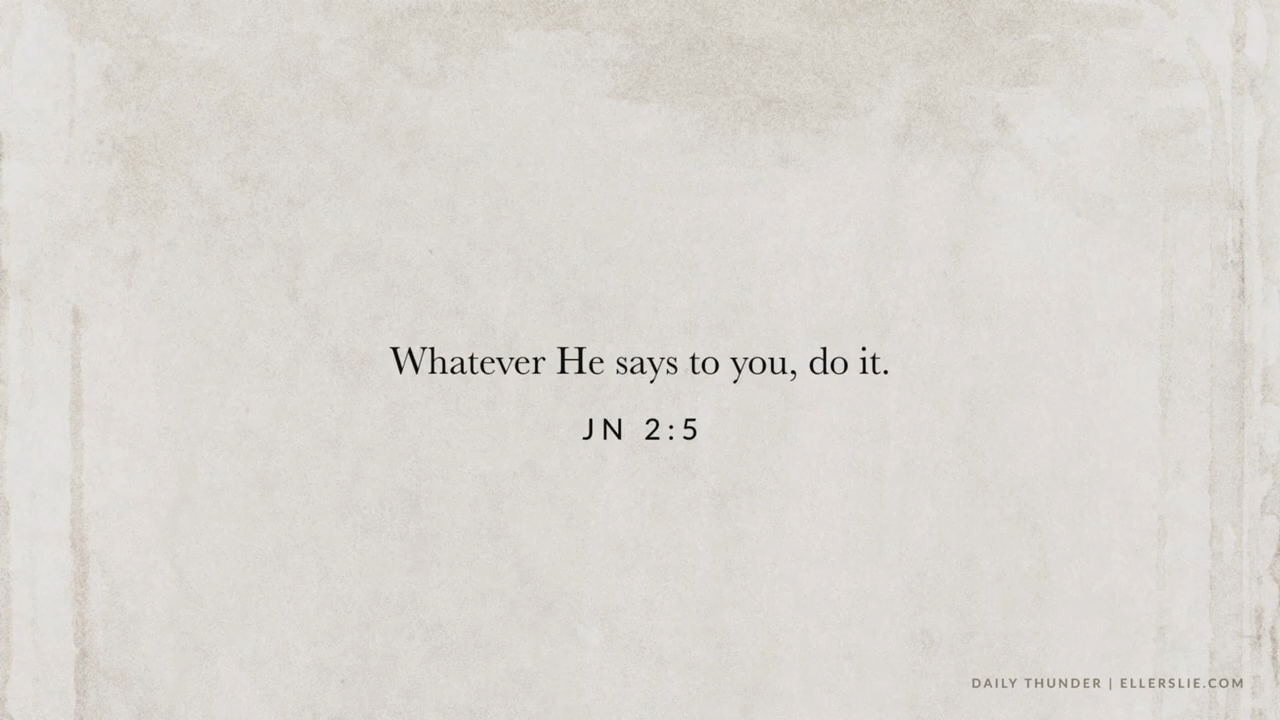 Whatever He says to you, do it.
JN 2:5
DAILY THUNDER | ELLERSLIE.COM